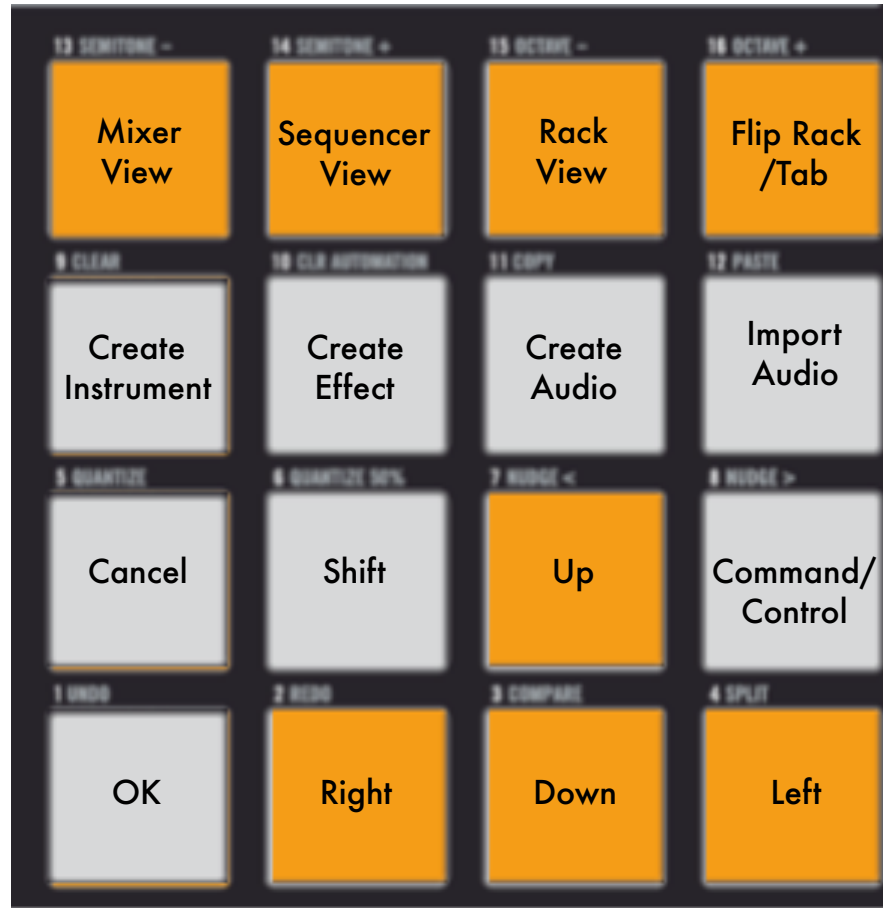 13 SEMITONE – 14 SEMITONE + 15 OCTAVE – 16 OCTAVE +
Mixer
View
Sequencer
View
Rack
View
Flip Rack
/Tab
9 CLEAR 10 CLR AUTOMATION 11 COPY 12 PASTE
Create
Instrument
Create
Effect
Create
Audio
Import
Audio
5 QUANTIZE 6 QUANTIZE 50% 7 NUDGE < 8 NUDGE >
Cancel
Shift
Up
Command/
Control
1 UNDO 2 REDO 3 COMPARE 4 SPLIT
OK
Right
Down
Left